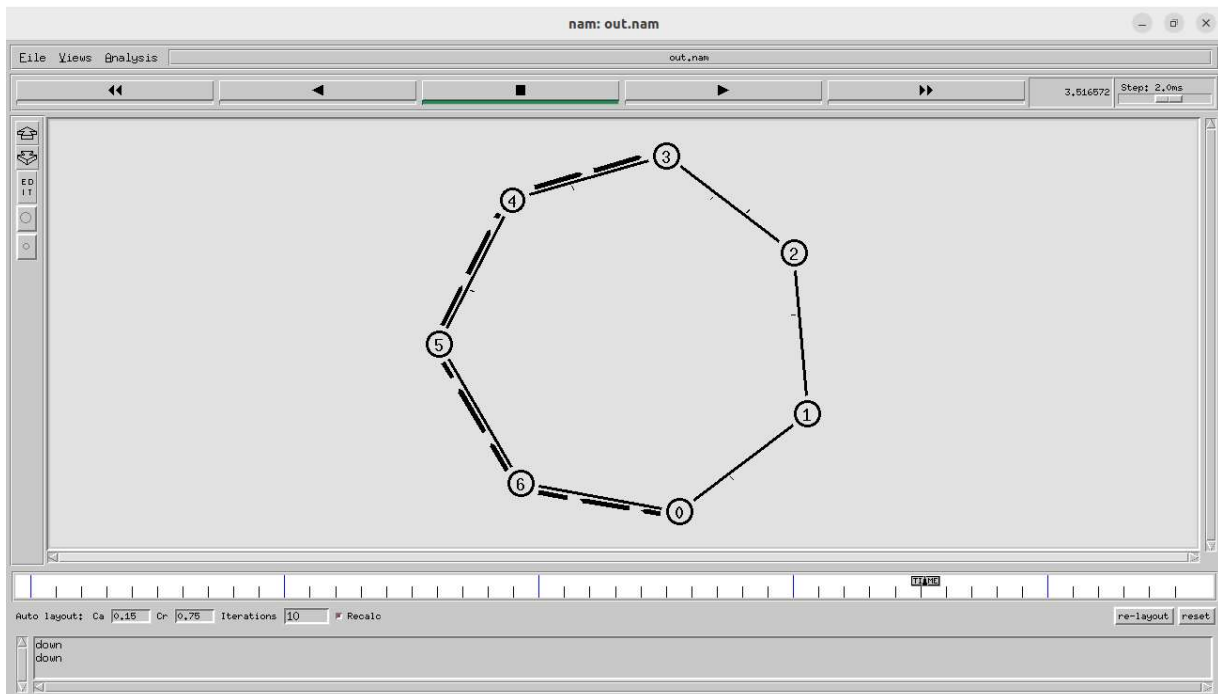 nam: out.nam
File Views Analysis out.nam
3.516572 Step: 2.0ms
ED
IT
3
4
2
5
1
6
0
TIME
Auto layout: Ca 0.15 Cr 0.75 Iterations 10 Recalc re-layout reset
down
down